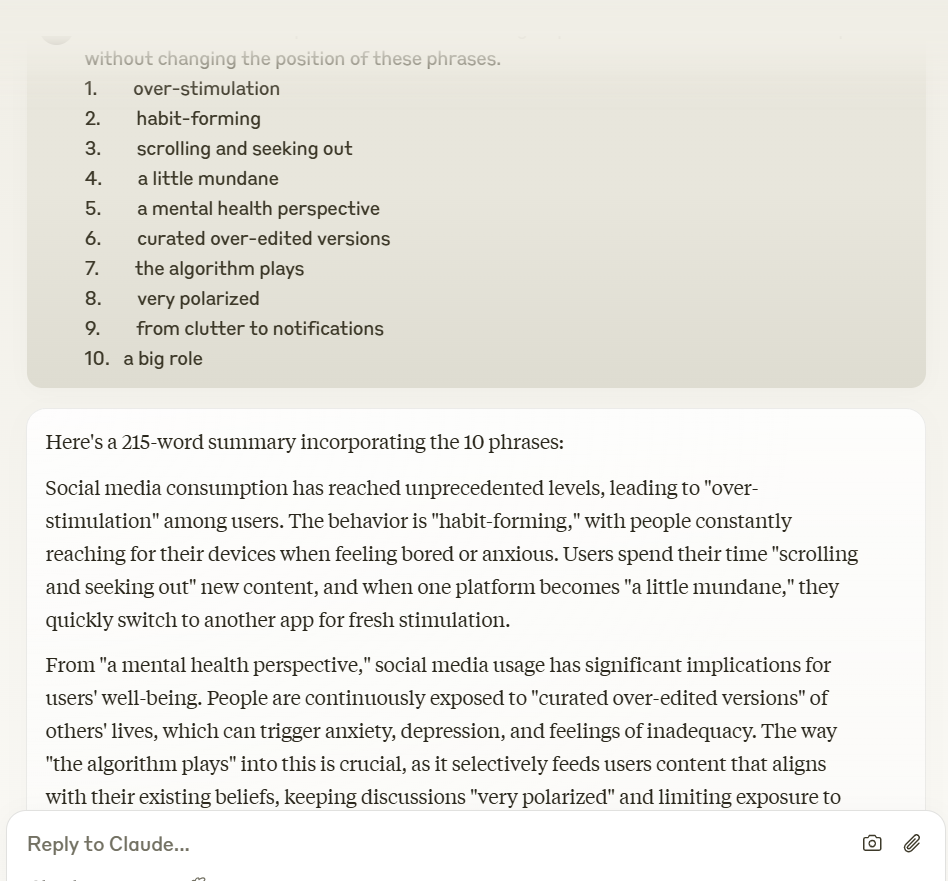 without changing the position of these phrases.
1. over-stimulation
2. habit-forming
3. scrolling and seeking out
4. a little mundane
5. a mental health perspective
6. curated over-edited versions
7. the algorithm plays
8. very polarized
9. from clutter to notifications
10. a big role
Here's a 215-word summary incorporating the 10 phrases:
Social media consumption has reached unprecedented levels, leading to "over-
stimulation" among users. The behavior is "habit-forming," with people constantly
reaching for their devices when feeling bored or anxious. Users spend their time "scrolling
and seeking out" new content, and when one platform becomes "a little mundane," they
quickly switch to another app for fresh stimulation.
From "a mental health perspective," social media usage has significant implications for
users' well-being. People are continuously exposed to "curated over-edited versions" of
others' lives, which can trigger anxiety, depression, and feelings of inadequacy. The way
"the algorithm plays" into this is crucial, as it selectively feeds users content that aligns
with their existing beliefs, keeping discussions "very polarized" and limiting exposure to
Reply to Claude...